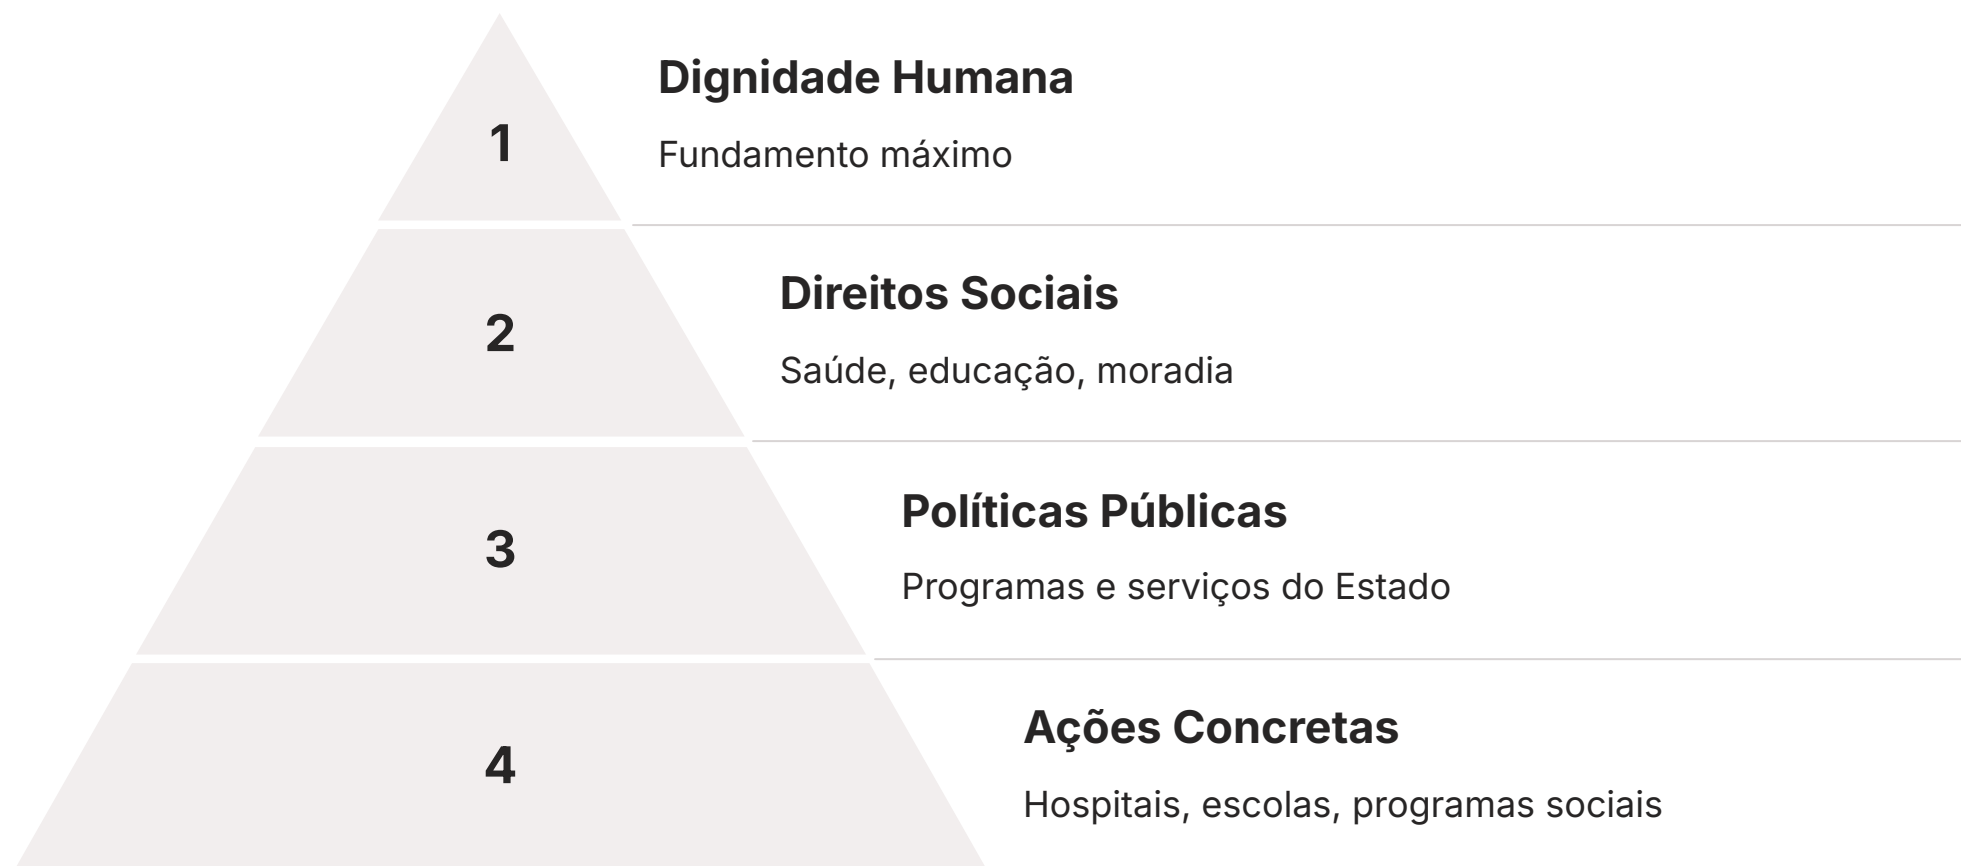 1
Dignidade Humana
Fundamento máximo
2
Direitos Sociais
Saúde, educação, moradia
3
Políticas Públicas
Programas e serviços do Estado
4
Ações Concretas
Hospitais, escolas, programas sociais